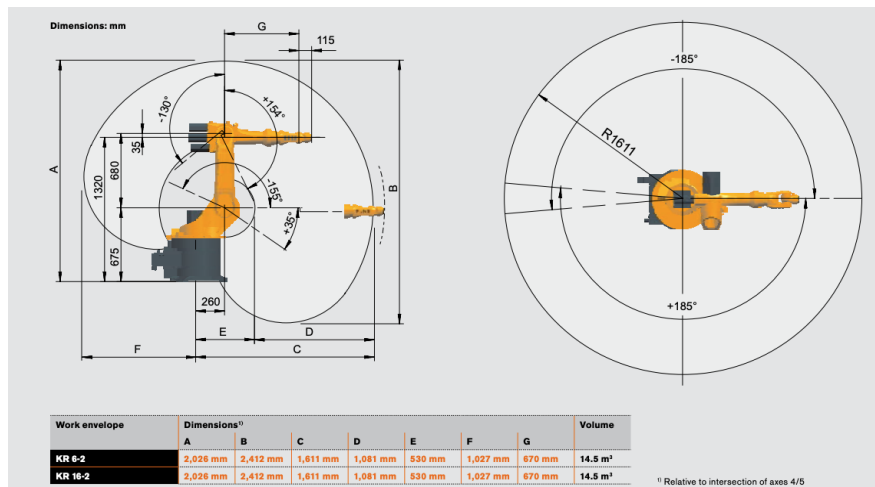 Dimensions: mm
G
115
-185°
-130°
+154°
A
35
680
1320
675
-155°
+35°
B
R1611
+185°
260
E
D
F
C
Work envelope Dimensions¹⁾ Volume
A B C D E F G
KR 6-2 2,026 mm 2,412 mm 1,611 mm 1,081 mm 530 mm 1,027 mm 670 mm 14.5 m³
KR 16-2 2,026 mm 2,412 mm 1,611 mm 1,081 mm 530 mm 1,027 mm 670 mm 14.5 m³
¹⁾ Relative to intersection of axes 4/5